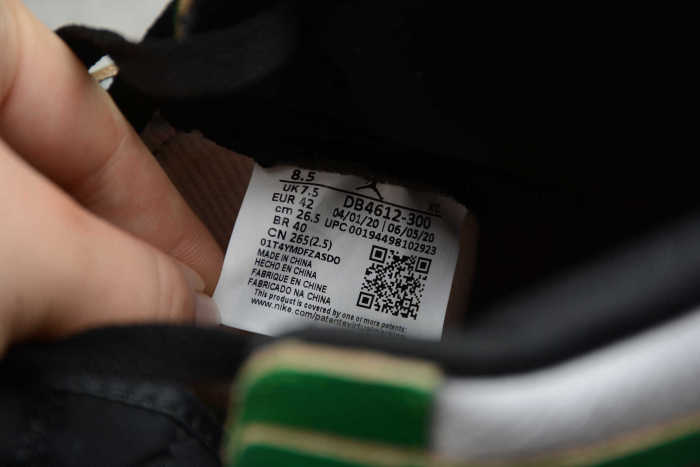 8.5
UK 7.5
EUR 42
cm 26.5
BR 40
CN 265(2.5)
01T4YMDFZASDO
MADE IN CHINA
HECHO EN CHINA
FABRIQUE EN CHINE
FABRICADO NA CHINA
This product is covered by one or more patents:
www.nike.com/patents
DB4612-300
04/01/20 | 06/05/20
UPC 00194498102923